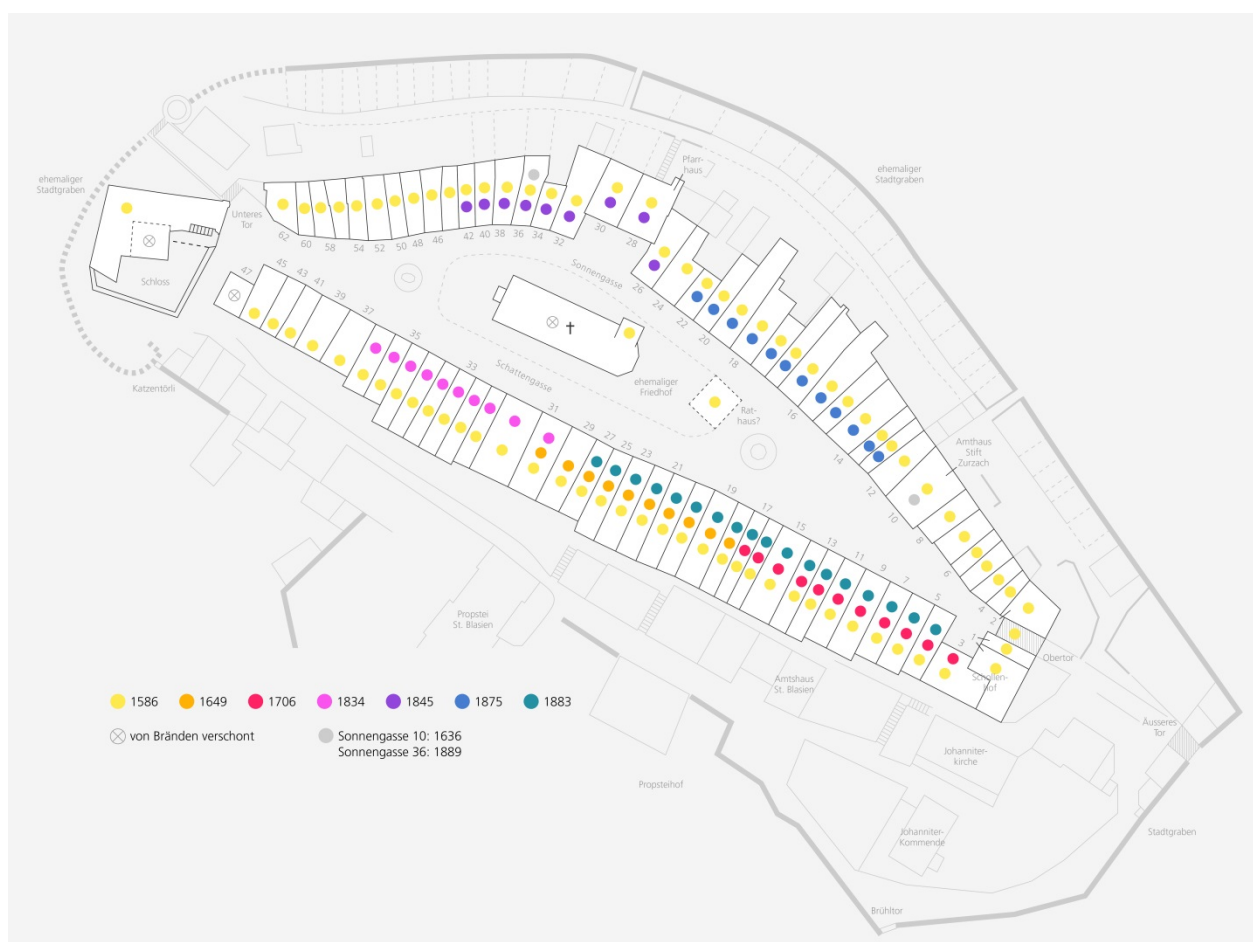 ehemaliger
Stadtgraben
Pfarr-
haus
ehemaliger
Stadtgraben
Unteres
Tor
62
60
58
54
52
50
48
46
42
40
38
36
34
32
30
28
26
24
22
20
18
16
14
12
10
8
6
4
2
1
Schloss
47
45
43
41
39
37
35
33
31
29
27
25
23
21
19
17
15
13
11
9
7
5
3
Sonnengasse
Schattengasse
ehemaliger
Friedhof
Rat-
haus?
Katzentörli
Amthaus
Stift
Zurzach
Obertor
Schollen-
hof
Propstei
St. Blasien
Amtshaus
St. Blasien
Äusseres
Tor
Johanniter-
kirche
Propsteihof
Johanniter-
Kommende
Stadtgraben
Brühltor
1586
1649
1706
1834
1845
1875
1883
von Bränden verschont
Sonnengasse 10: 1636
Sonnengasse 36: 1889